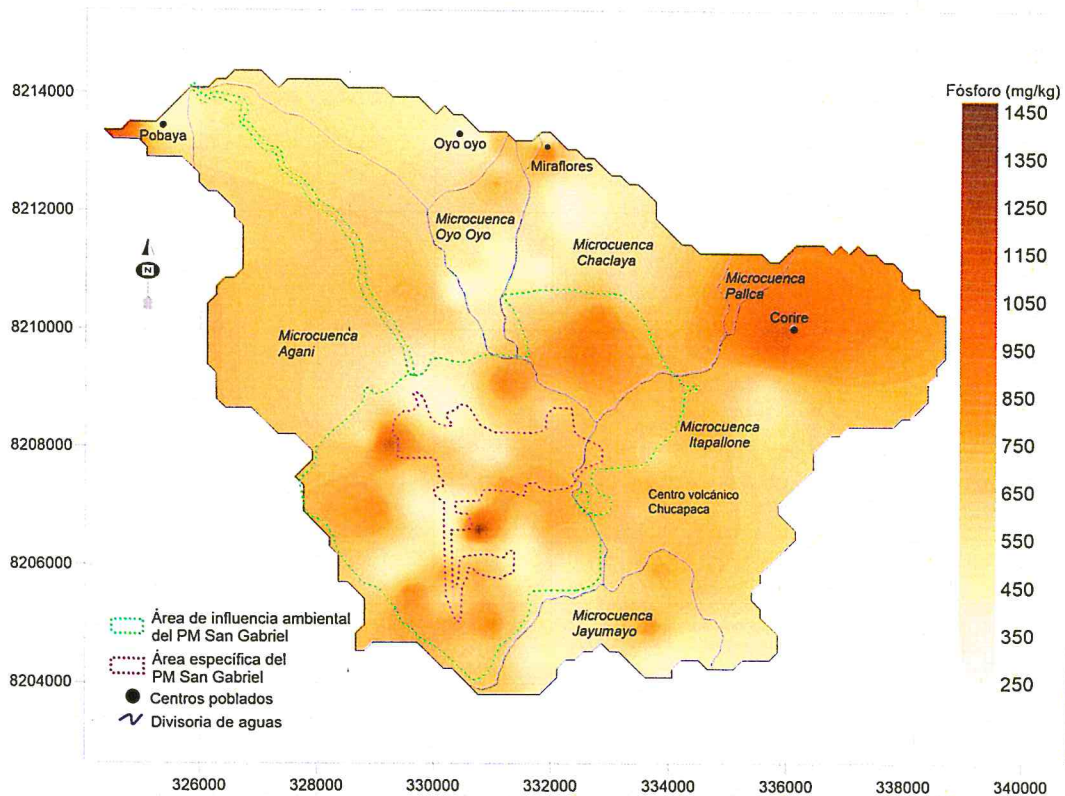 Fósforo (mg/kg)
1450
1350
1250
1150
1050
950
850
750
650
550
450
350
250
8214000
8212000
8210000
8208000
8206000
8204000
Pobaya
Oyo oyo
Miraflores
Microcuenca
Oyo Oyo
Microcuenca
Chaclaya
Microcuenca
Pallca
Corire
Microcuenca
Agani
Microcuenca
Itapallone
Centro volcánico
Chucapaca
Microcuenca
Jayumayo
N
Área de influencia ambiental
del PM San Gabriel
Área específica del
PM San Gabriel
Centros poblados
Divisoria de aguas
326000
328000
330000
332000
334000
336000
338000
340000